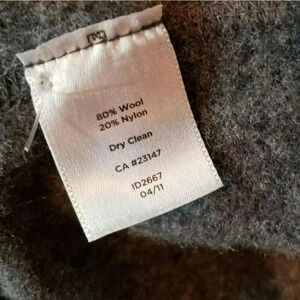 80% Wool
20% Nylon
Dry Clean
CA #23147
ID2667
04/11